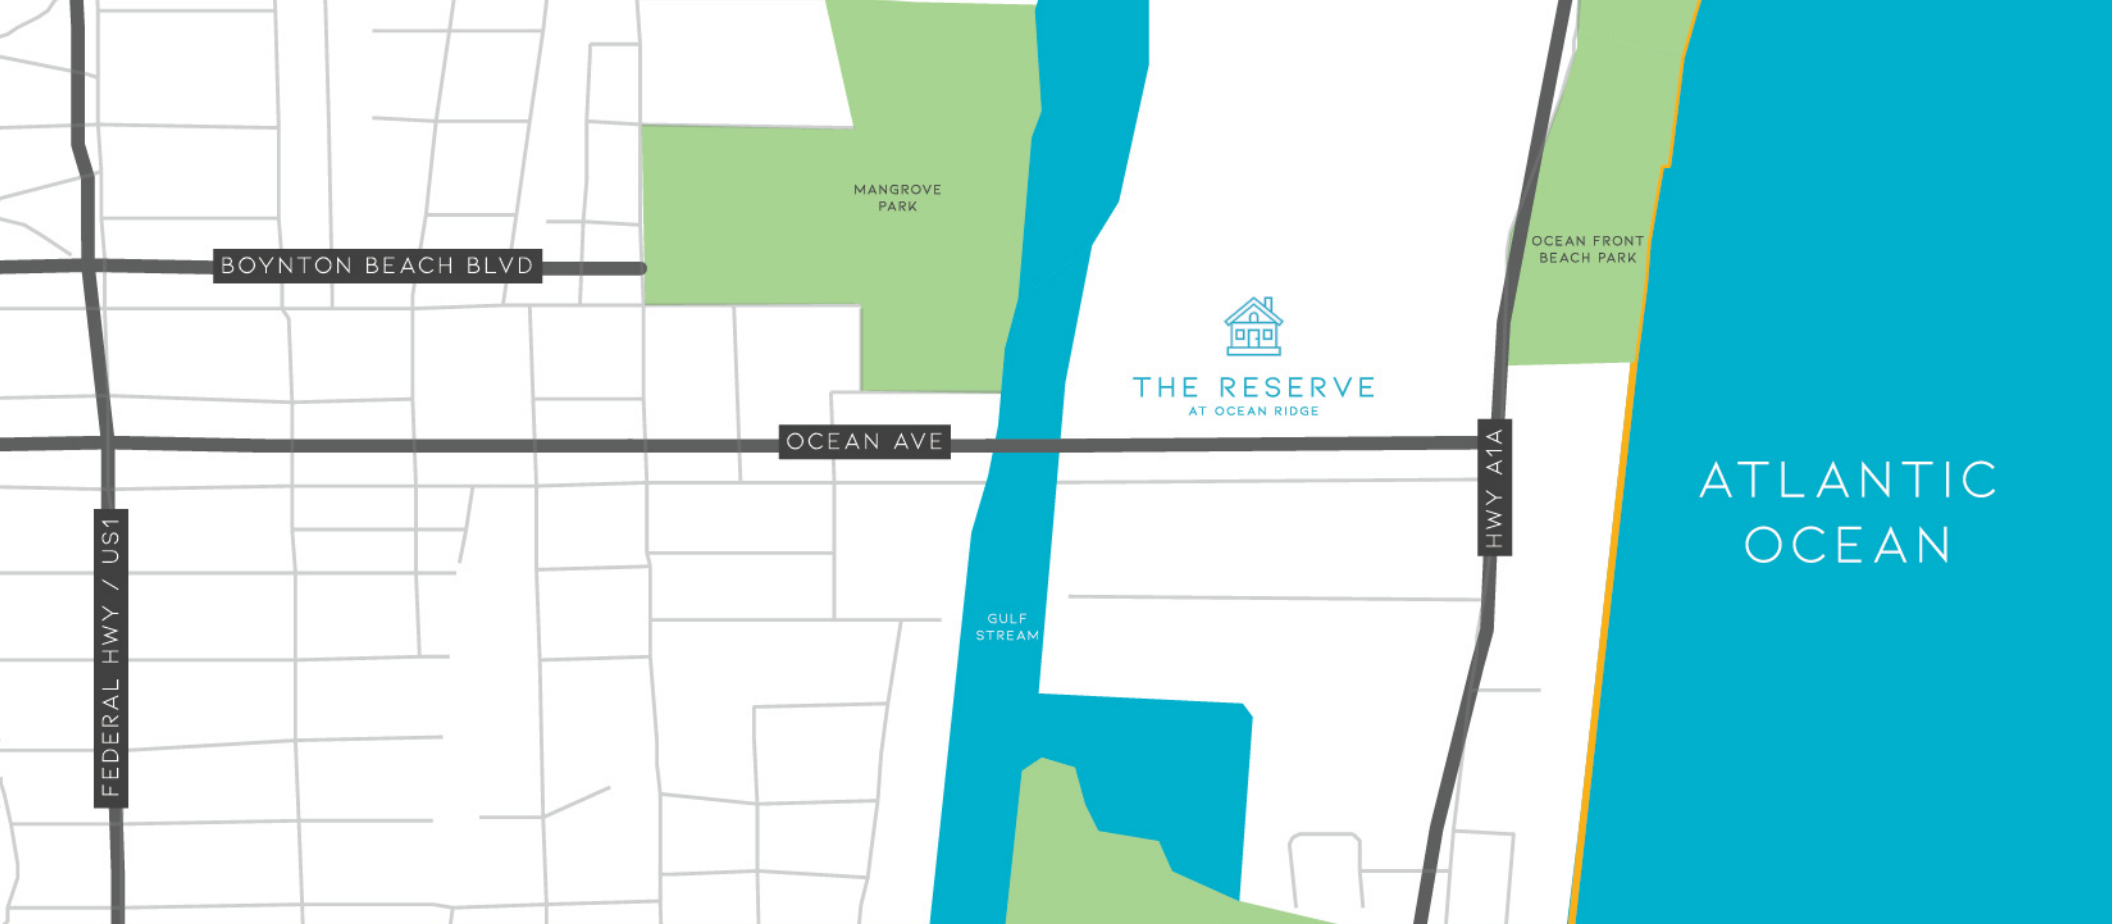 MANGROVE
PARK
OCEAN FRONT
BEACH PARK
BOYNTON BEACH BLVD
THE RESERVE
AT OCEAN RIDGE
OCEAN AVE
HWY A1A
ATLANTIC
OCEAN
FEDERAL HWY / US1
GULF
STREAM